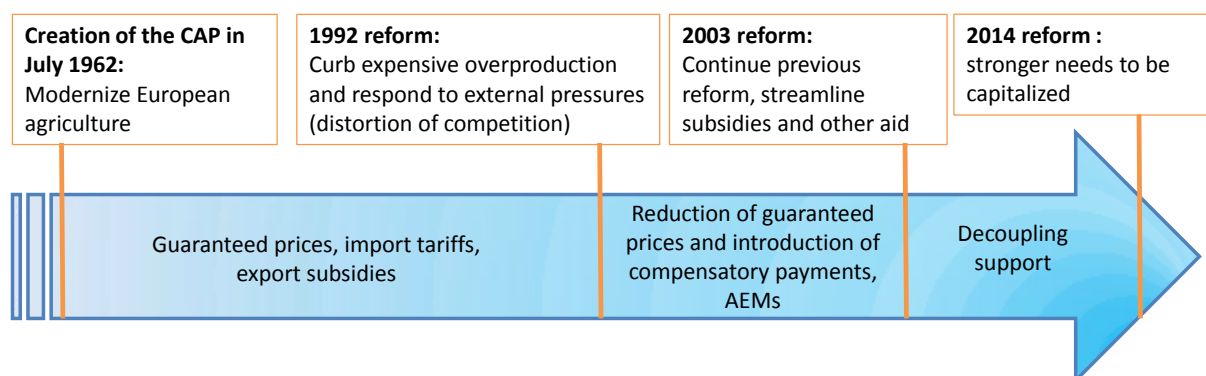 Creation of the CAP in
July 1962:
Modernize European
agriculture
1992 reform:
Curb expensive overproduction
and respond to external pressures
(distortion of competition)
2003 reform:
Continue previous
reform, streamline
subsidies and other aid
2014 reform :
stronger needs to be
capitalized
Guaranteed prices, import tariffs,
export subsidies
Reduction of guaranteed
prices and introduction of
compensatory payments,
AEMs
Decoupling
support